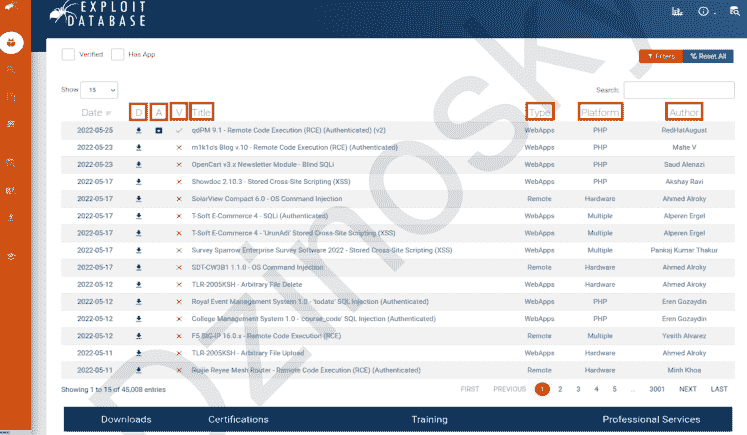 EXPLOIT
DATABASE
Verified Has App
Filters Reset All
Show 15 Search:
Date D A V Title Type Platform Author
2022-05-25 qdPM 9.1 - Remote Code Execution (RCE) (Authenticated) (v2) WebApps PHP RedHatAugust
2022-05-23 m1k1o's Blog v.10 - Remote Code Execution (RCE) (Authenticated) WebApps PHP Malte V
2022-05-23 OpenCart v3.x Newsletter Module - Blind SQLi WebApps PHP Saud Alenazi
2022-05-17 Showdoc 2.10.3 - Stored Cross-Site Scripting (XSS) WebApps PHP Akshay Ravi
2022-05-17 SolarView Compact 6.0 - OS Command Injection Remote Hardware Ahmed Alroky
2022-05-17 T-Soft E-Commerce 4 - SQLi (Authenticated) WebApps Multiple Alperen Ergel
2022-05-17 T-Soft E-Commerce 4 - 'UrunAdi' Stored Cross-Site Scripting (XSS) WebApps Multiple Alperen Ergel
2022-05-17 Survey Sparrow Enterprise Survey Software 2022 - Stored Cross-Site Scripting (XSS) WebApps Multiple Pankaj Kumar Thakur
2022-05-17 SDT-CW3B1 1.1.0 - OS Command Injection Remote Hardware Ahmed Alroky
2022-05-12 TLR-2005KSH - Arbitrary File Delete WebApps Hardware Ahmed Alroky
2022-05-12 Royal Event Management System 1.0 - 'todate' SQL Injection (Authenticated) WebApps PHP Eren Gozaydin
2022-05-12 College Management System 1.0 - 'course_code' SQL Injection (Authenticated) WebApps PHP Eren Gozaydin
2022-05-12 F5 BIG-IP 16.0.x - Remote Code Execution (RCE) Remote Multiple Yesith Alvarez
2022-05-11 TLR-2005KSH - Arbitrary File Upload WebApps Hardware Ahmed Alroky
2022-05-11 Ruijie Reyee Mesh Router - Remote Code Execution (RCE) (Authenticated) Remote Hardware Minh Khoa
Showing 1 to 15 of 45,008 entries FIRST PREVIOUS 1 2 3 4 5 ... 3001 NEXT LAST
Downloads Certifications Training Professional Services
Dzinosky